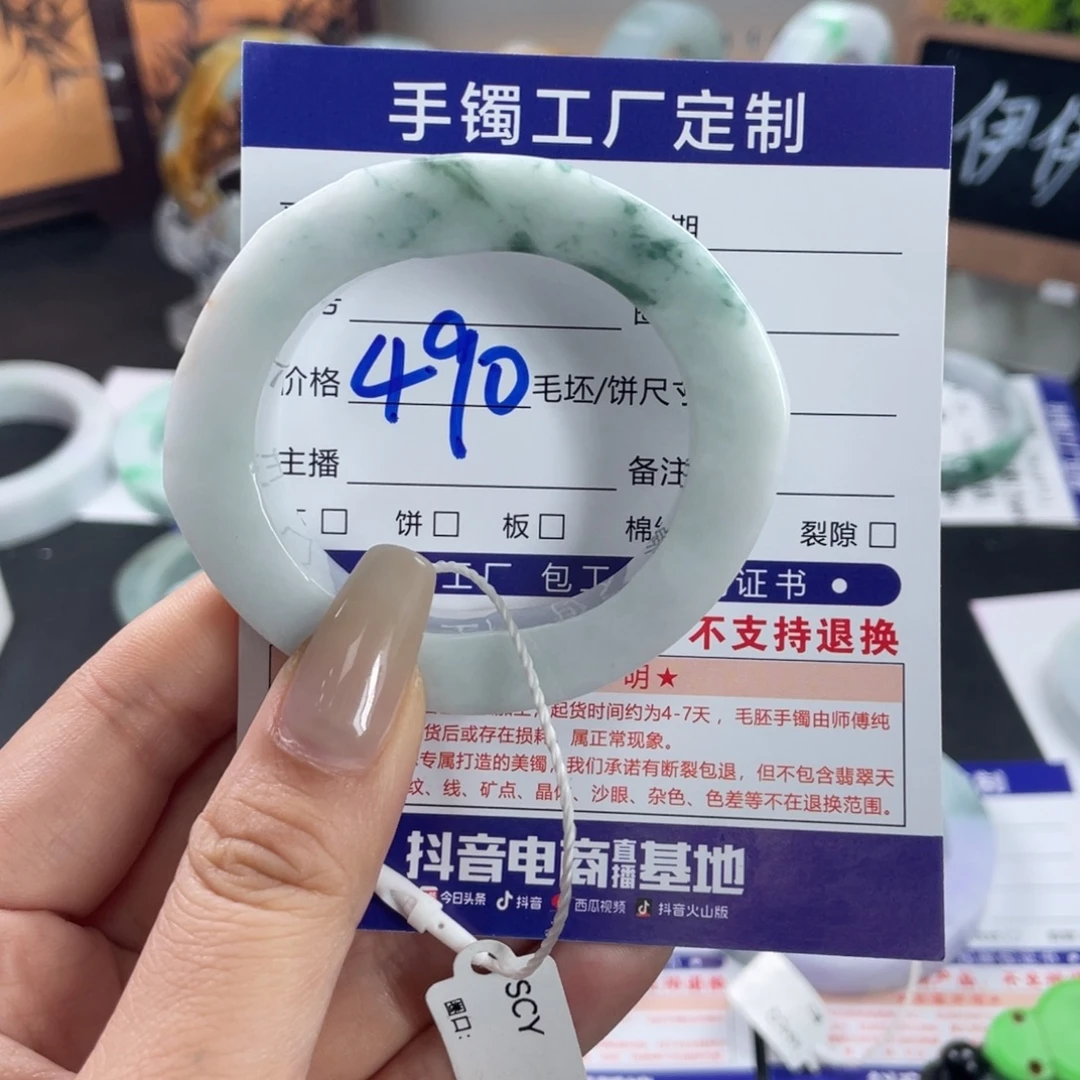 手镯工厂定制
期
价格 490 毛坯/饼尺寸
主播 备注
饼 板 棉 裂隙
工厂 包工 证书
不支持退换
明★
起货时间约为4-7天，毛胚手镯由师傅纯
货后或存在损耗，属正常现象。
专属打造的美镯，我们承诺有断裂包退，但不包含翡翠天
纹、线、矿点、晶体、沙眼、杂色、色差等不在退换范围。
抖音电商直播基地
今日头条 抖音 西瓜视频 抖音火山版
SCY
圈口：
伊伊